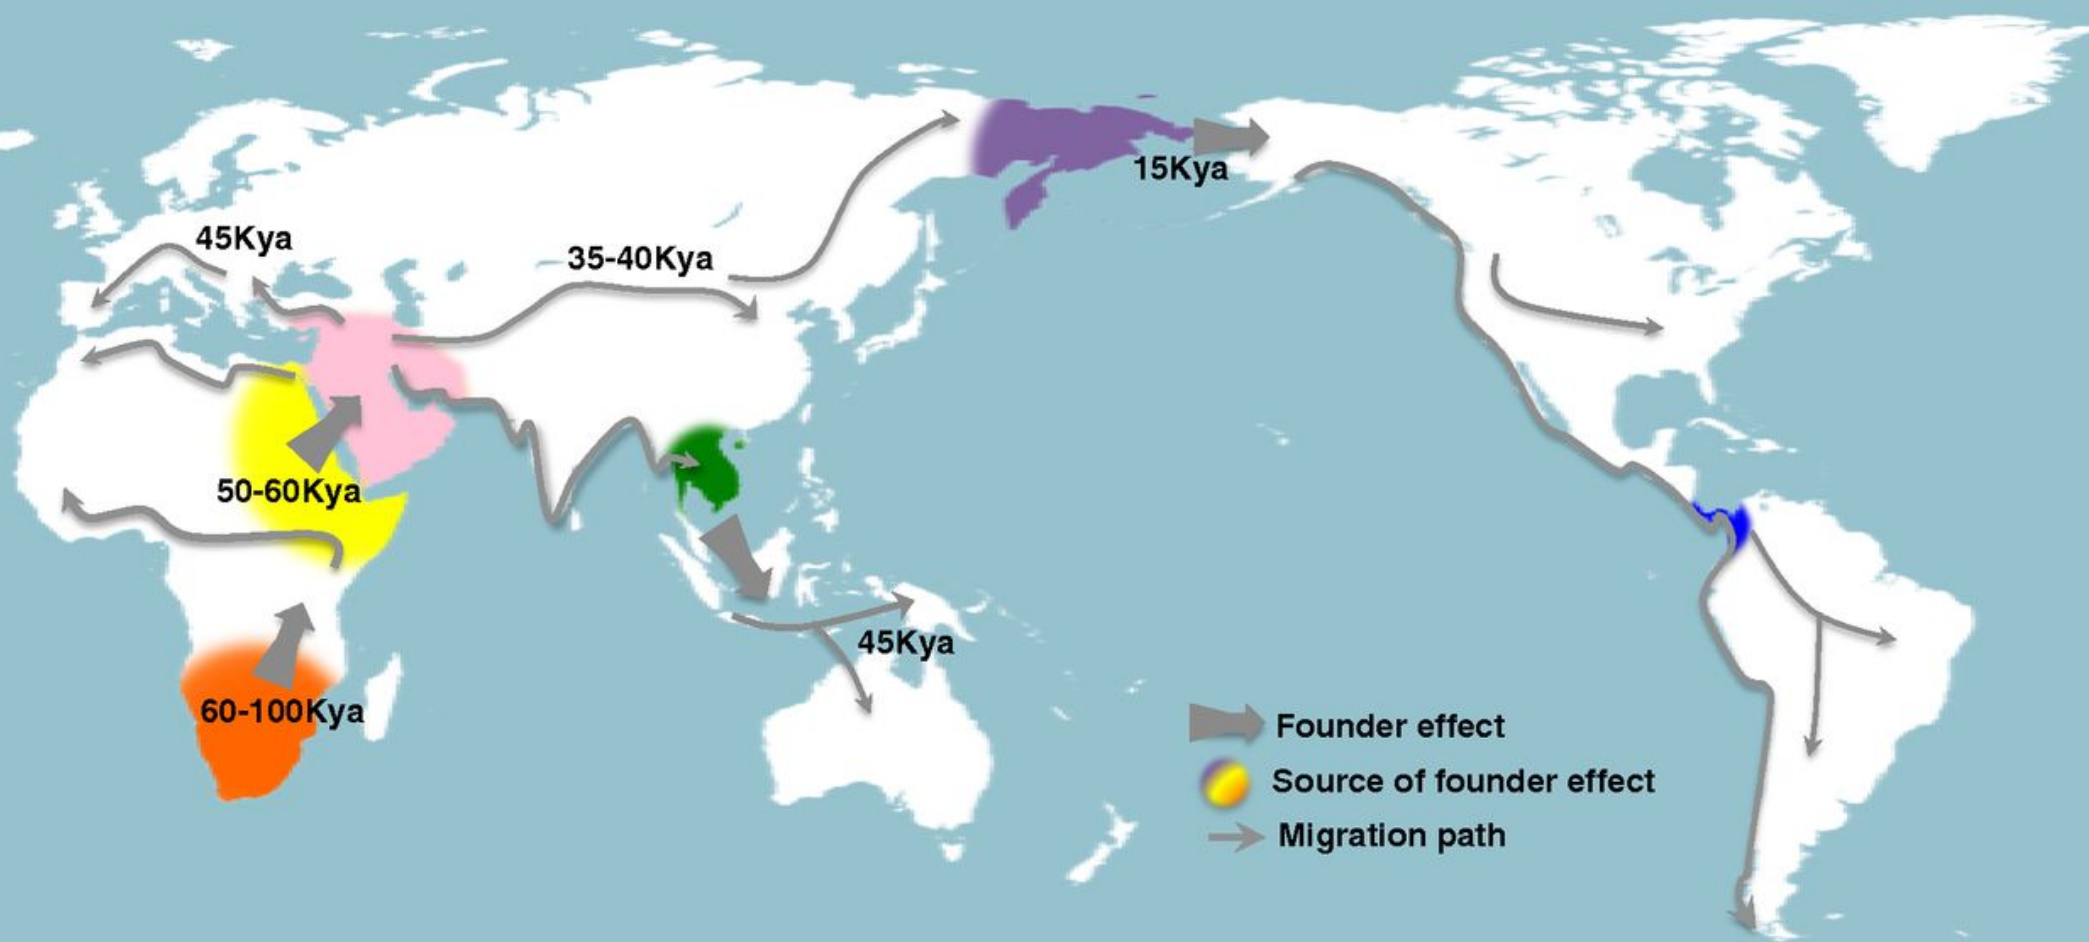 15Kya
45Kya
35-40Kya
50-60Kya
45Kya
60-100Kya
Founder effect
Source of founder effect
Migration path